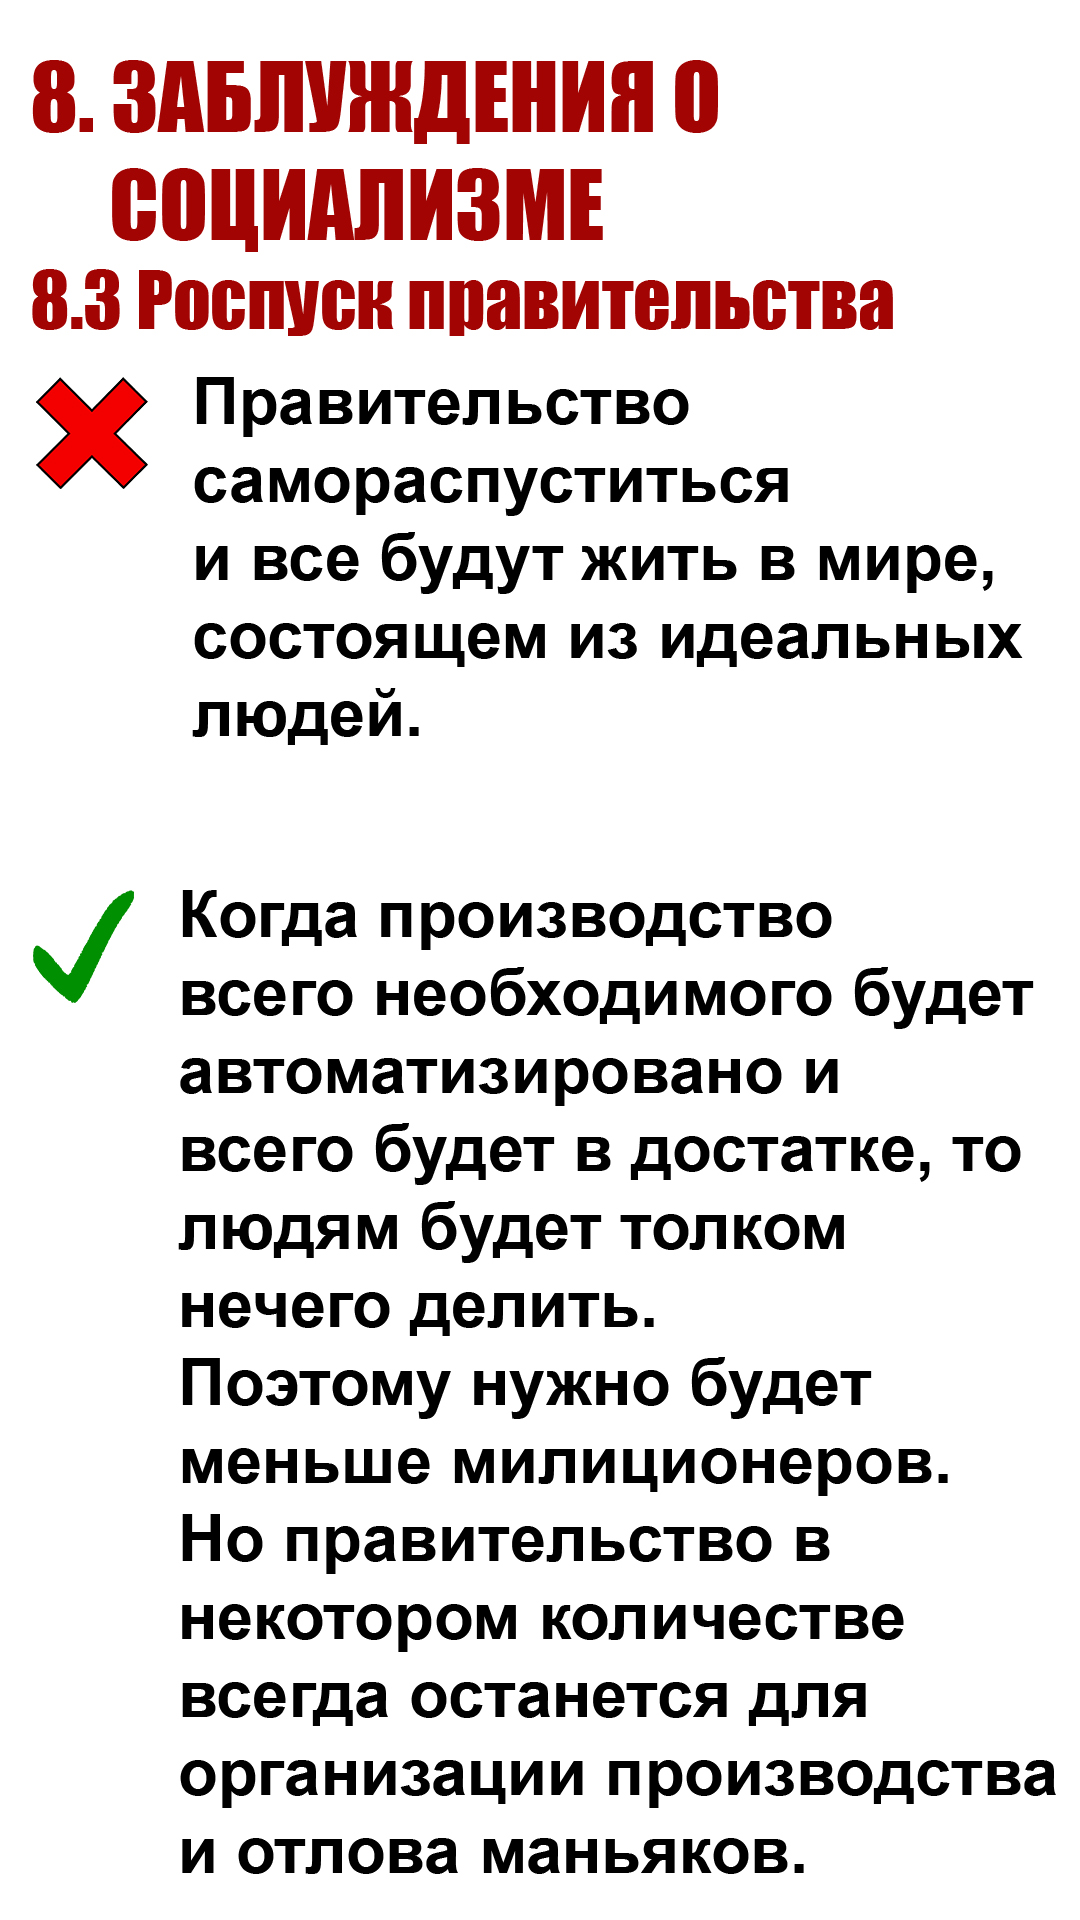 8. ЗАБЛУЖДЕНИЯ О
СОЦИАЛИЗМЕ
8.3 Роспуск правительства
Правительство
самораспуститься
и все будут жить в мире,
состоящем из идеальных
людей.
Когда производство
всего необходимого будет
автоматизировано и
всего будет в достатке, то
людям будет толком
нечего делить.
Поэтому нужно будет
меньше милиционеров.
Но правительство в
некотором количестве
всегда останется для
организации производства
и отлова маньяков.